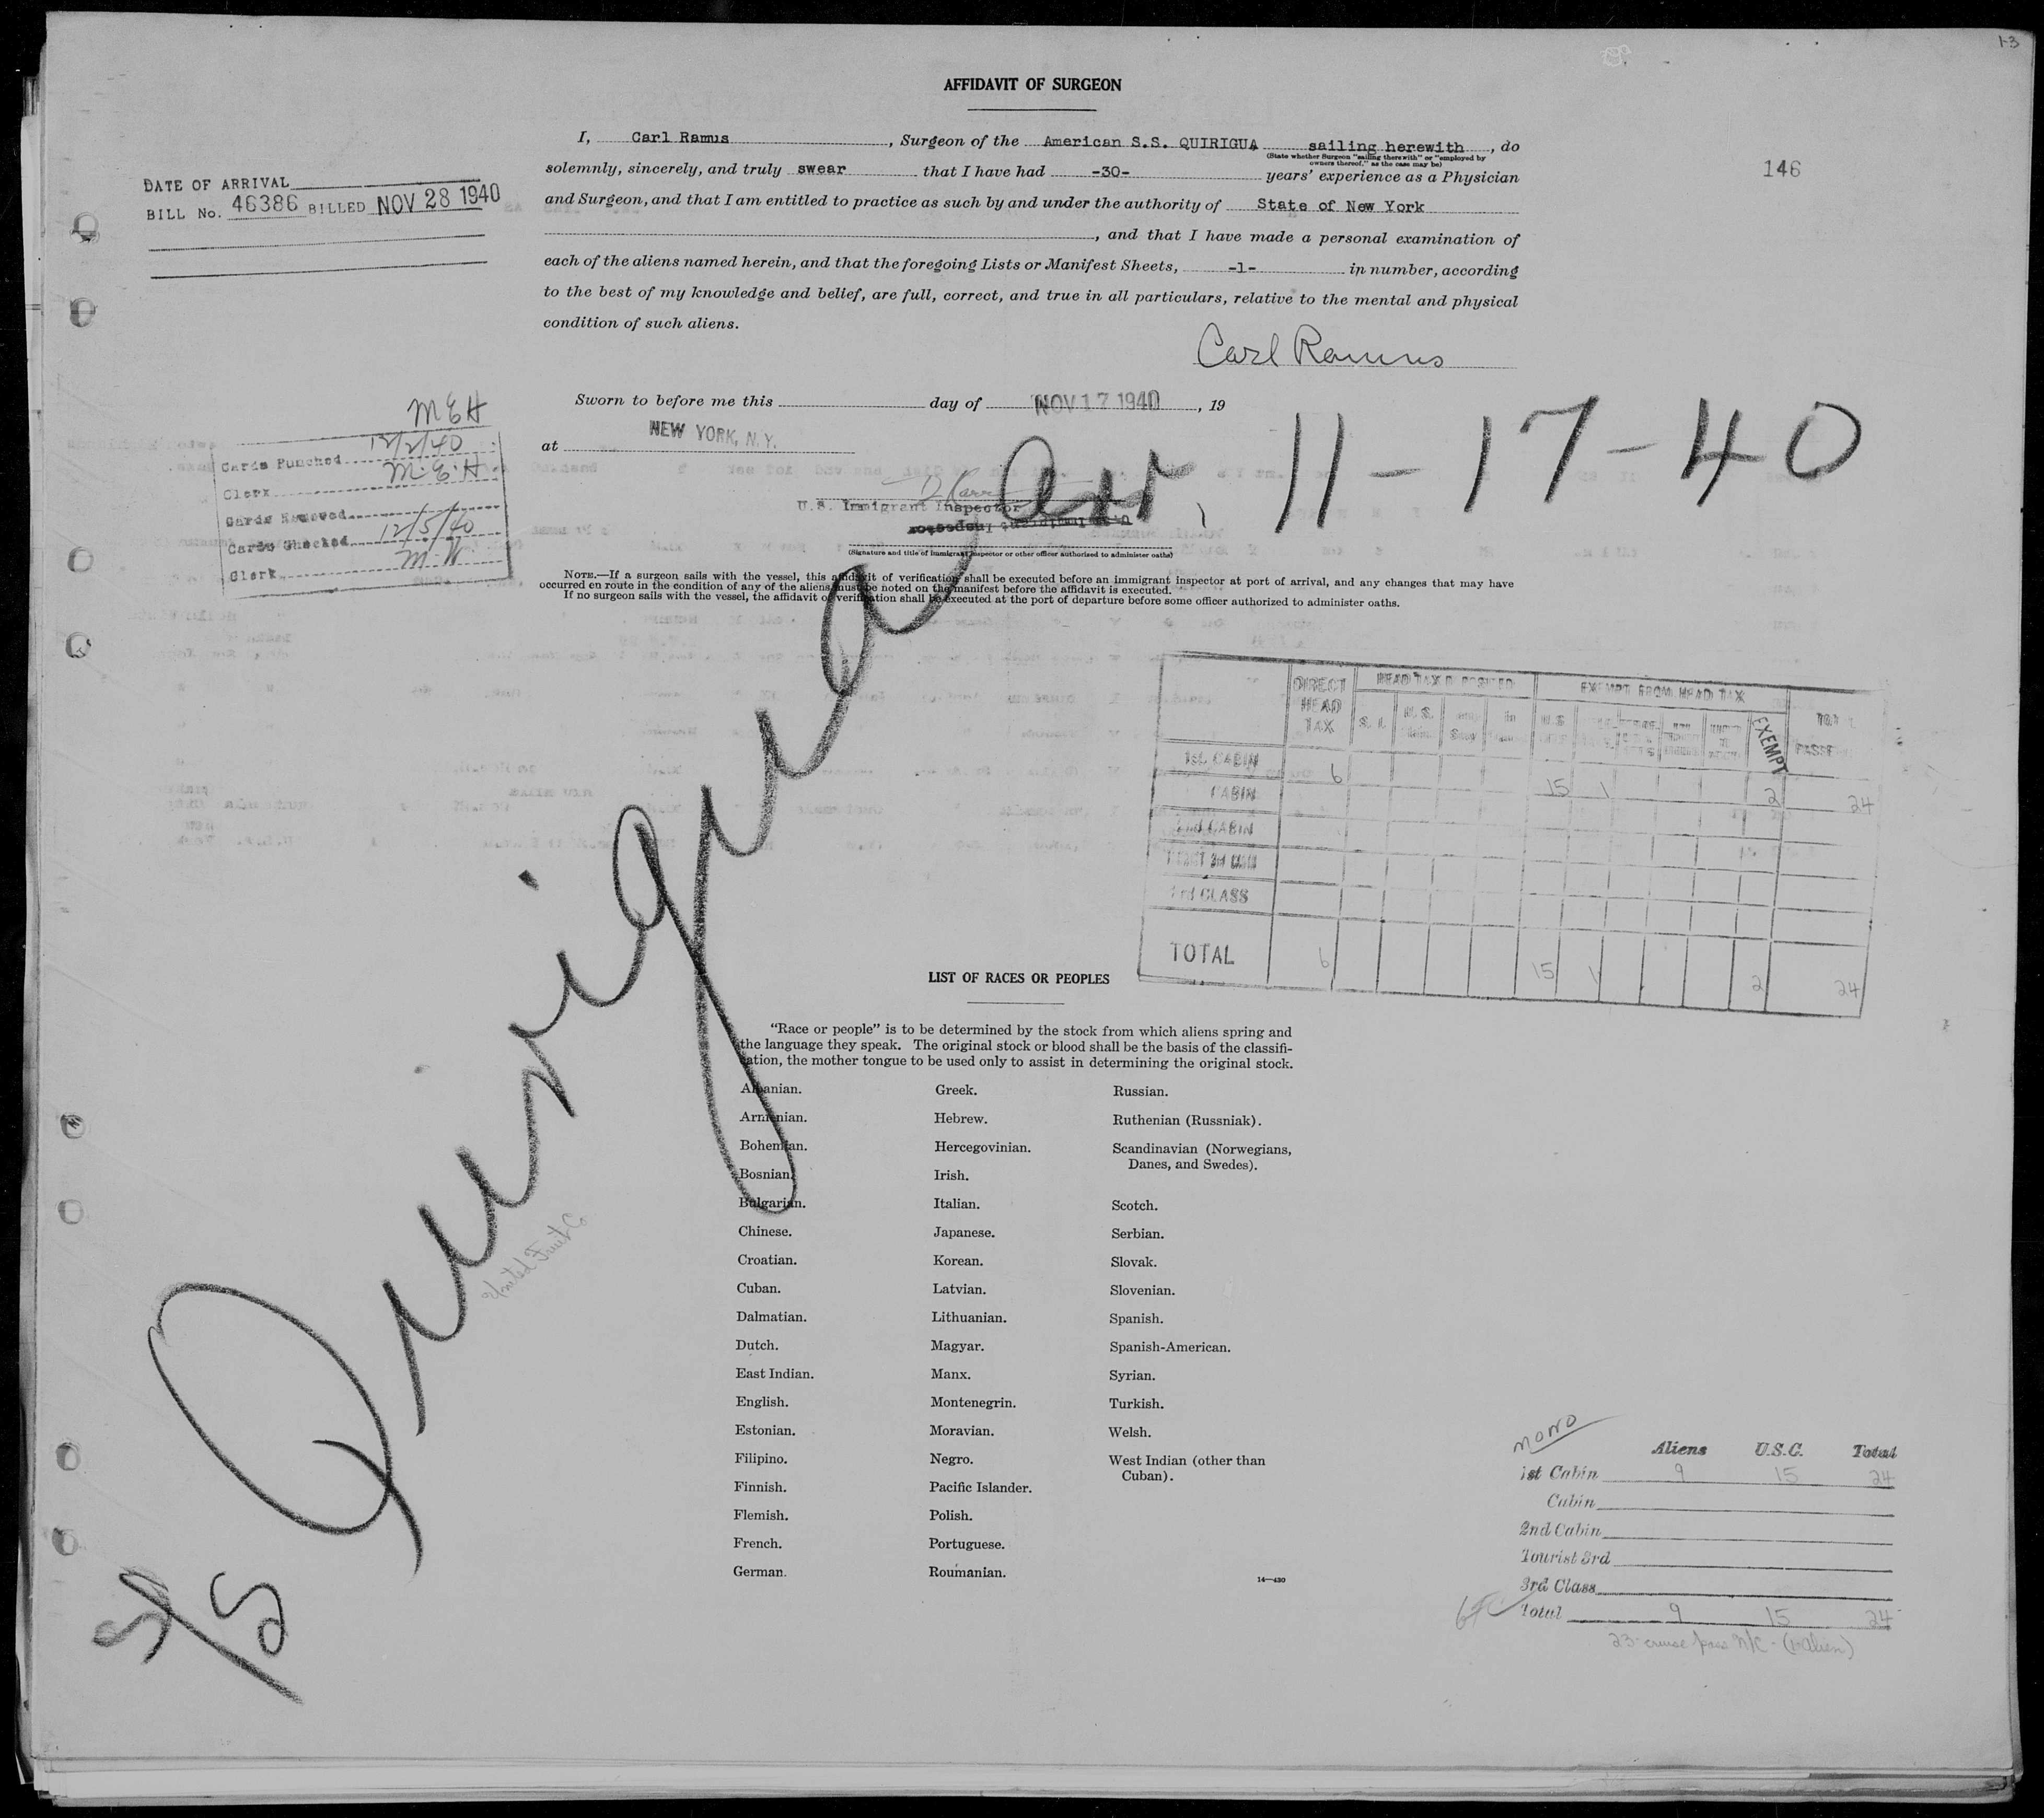 1-3
AFFIDAVIT OF SURGEON
I, Carl Ramus, Surgeon of the American S.S. QUIRIGUA sailing herewith, do
(State whether Surgeon "sailing therewith" or "employed by
owners thereof," as the case may be)
solemnly, sincerely, and truly swear that I have had -30- years' experience as a Physician
and Surgeon, and that I am entitled to practice as such by and under the authority of State of New York
, and that I have made a personal examination of
each of the aliens named herein, and that the foregoing Lists or Manifest Sheets, -1- in number, according
to the best of my knowledge and belief, are full, correct, and true in all particulars, relative to the mental and physical
condition of such aliens.
146
DATE OF ARRIVAL
BILL No. 46386 BILLED NOV 28 1940
Carl Ramus
Sworn to before me this day of NOV 17 1940, 19
at NEW YORK, N.Y.
Arr, 11-17-40
U.S. Immigrant Inspector
(Signature and title of immigrant inspector or other officer authorized to administer oaths)
M E H
Cards Punched 12/2/40
Clerk M.E.H
Cards Removed
Cards Checked 12/5/40
Clerk M.W.
NOTE.—If a surgeon sails with the vessel, this affidavit of verification shall be executed before an immigrant inspector at port of arrival, and any changes that may have
occurred en route in the condition of any of the aliens must be noted on the manifest before the affidavit is executed.
If no surgeon sails with the vessel, the affidavit of verification shall be executed at the port of departure before some officer authorized to administer oaths.
S/S Quirigua
United Fruit Co
DIRECT HEAD TAX
HEAD TAX DEPOSITED
EXEMPT FROM HEAD TAX
S. I. U. S. EXEMPT
1st. CABIN 6 15 1 2 24
CABIN
2nd CABIN
3rd CLASS
TOTAL 6 15 1 2 24
LIST OF RACES OR PEOPLES
"Race or people" is to be determined by the stock from which aliens spring and
the language they speak. The original stock or blood shall be the basis of the classifi-
cation, the mother tongue to be used only to assist in determining the original stock.
Albanian.
Armenian.
Bohemian.
Bosnian.
Bulgarian.
Chinese.
Croatian.
Cuban.
Dalmatian.
Dutch.
East Indian.
English.
Estonian.
Filipino.
Finnish.
Flemish.
French.
German.
Greek.
Hebrew.
Hercegovinian.
Irish.
Italian.
Japanese.
Korean.
Latvian.
Lithuanian.
Magyar.
Manx.
Montenegrin.
Moravian.
Negro.
Pacific Islander.
Polish.
Portuguese.
Roumanian.
Russian.
Ruthenian (Russniak).
Scandinavian (Norwegians,
Danes, and Swedes).
Scotch.
Serbian.
Slovak.
Slovenian.
Spanish.
Spanish-American.
Syrian.
Turkish.
Welsh.
West Indian (other than
Cuban).
14—430
Aliens U.S.C. Total
1st Cabin 9 15 24
Cabin
2nd Cabin
Tourist 3rd
3rd Class
Total 9 15 24